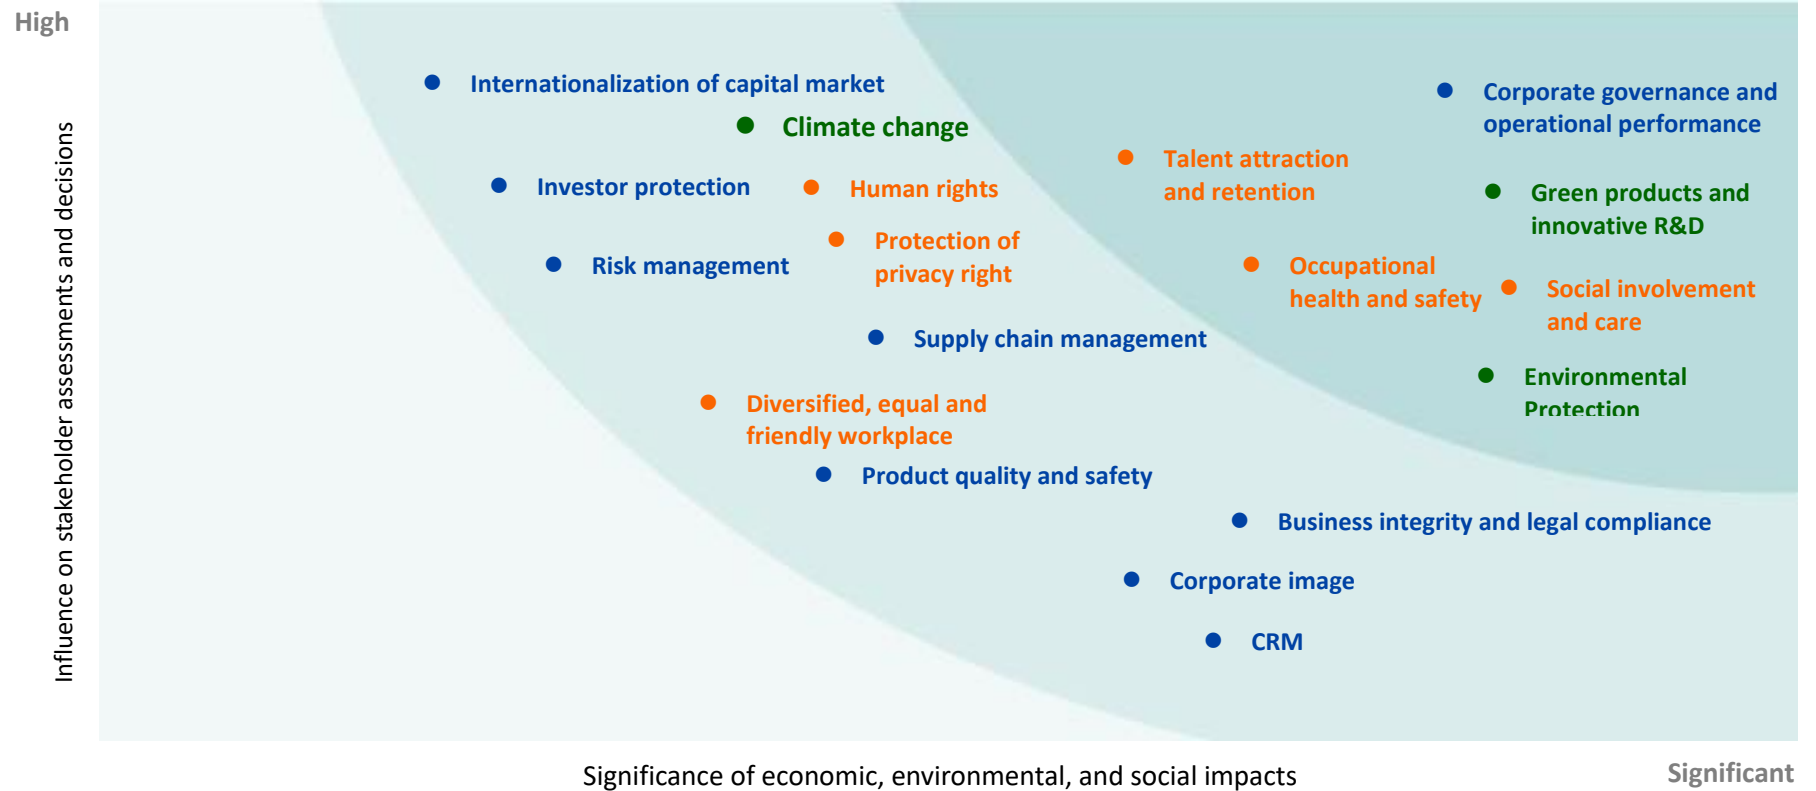 High
Influence on stakeholder assessments and decisions
Internationalization of capital market
Climate change
Investor protection
Human rights
Protection of
privacy right
Risk management
Supply chain management
Diversified, equal and
friendly workplace
Product quality and safety
Corporate governance and
operational performance
Talent attraction
and retention
Green products and
innovative R&D
Occupational
health and safety
Social involvement
and care
Environmental
Protection
Business integrity and legal compliance
Corporate image
CRM
Significance of economic, environmental, and social impacts
Significant